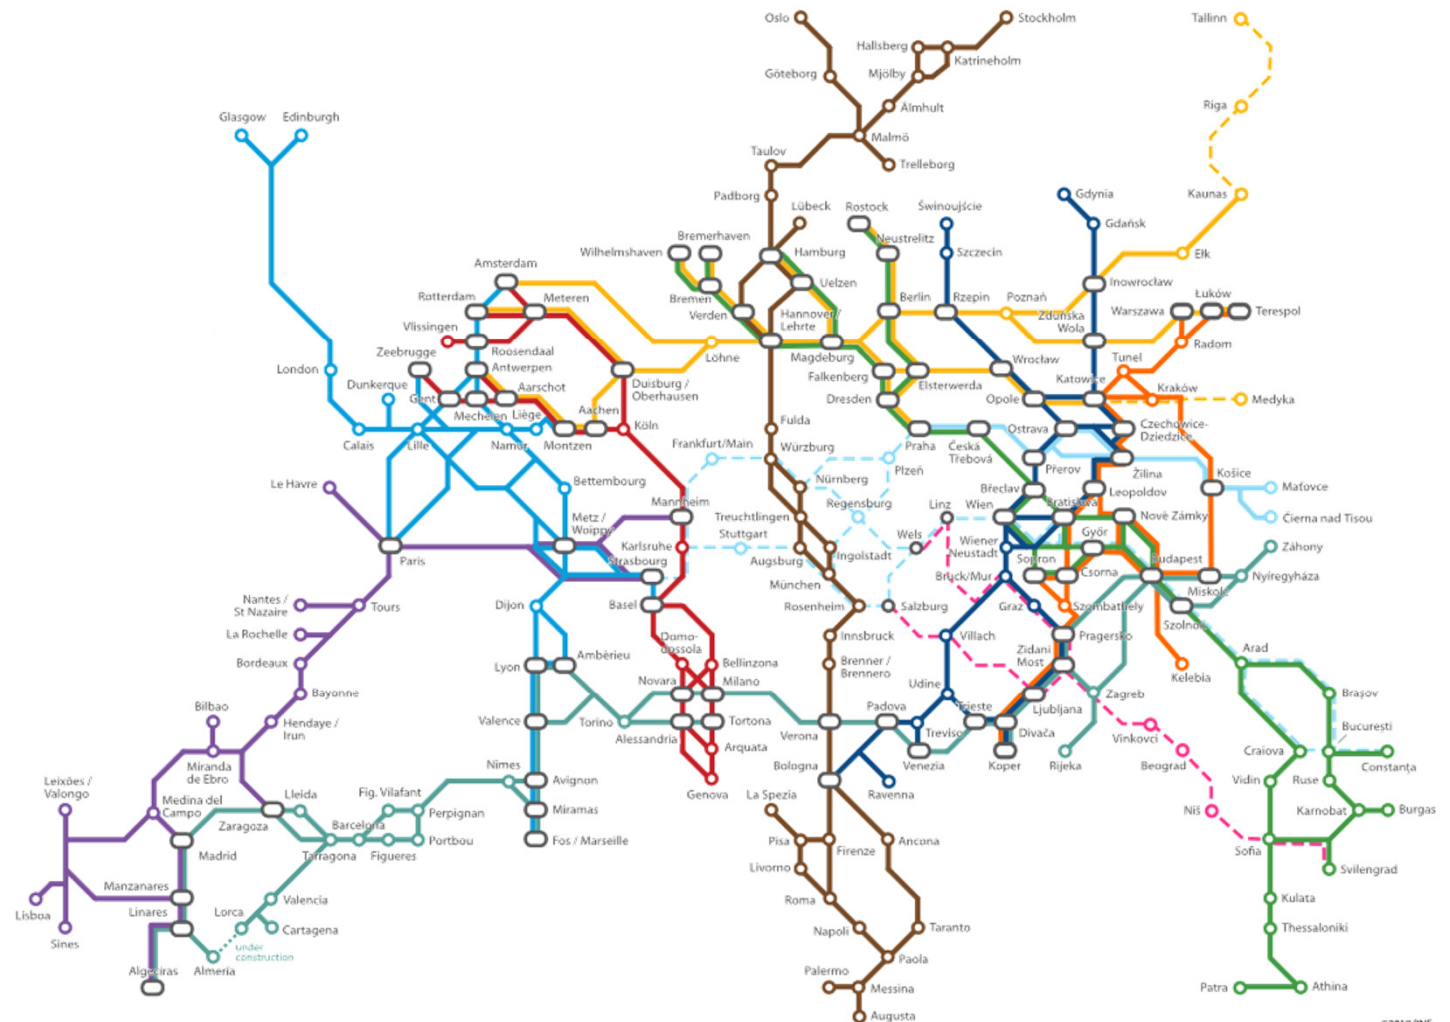 Oslo
Stockholm
Tallinn
Hallsberg
Katrineholm
Göteborg
Mjölby
Älmhult
Riga
Glasgow
Edinburgh
Malmö
Taulov
Trelleborg
Padborg
Kaunas
Gdynia
Lübeck
Rostock
Świnoujście
Gdańsk
Bremerhaven
Neustrelitz
Wilhelmshaven
Hamburg
Szczecin
Ełk
Amsterdam
Uelzen
Inowrocław
Rotterdam
Meteren
Bremen
Berlin
Rzepin
Poznań
Łuków
Verden
Hannover /
Lehrte
Zduńska
Wola
Warszawa
Terespol
Vlissingen
Zeebrugge
Roosendaal
Löhne
Magdeburg
Radom
London
Antwerpen
Duisburg /
Oberhausen
Falkenberg
Elsterwerda
Wrocław
Tunel
Dunkerque
Katowice
Kraków
Gent
Aarschot
Dresden
Opole
Medyka
Mechelen
Liège
Aachen
Calais
Lille
Namur
Montzen
Köln
Fulda
Praha
Česká
Třebová
Ostrava
Czechowice-
Dziedzice
Frankfurt/Main
Würzburg
Plzeň
Přerov
Žilina
Košice
Le Havre
Bettembourg
Nürnberg
Břeclav
Leopoldov
Maťovce
Mannheim
Regensburg
Linz
Wien
Bratislava
Metz /
Woippy
Treuchtlingen
Nové Zámky
Čierna nad Tisou
Stuttgart
Wels
Wiener
Neustadt
Győr
Paris
Strasbourg
Karlsruhe
Augsburg
Ingolstadt
Sopron
Csorna
Budapest
Záhony
Bruck/Mur
Nyíregyháza
München
Miskolc
Nantes /
St Nazaire
Tours
Dijon
Basel
Rosenheim
Salzburg
Graz
Szombathely
Szolnok
La Rochelle
Innsbruck
Villach
Pragersko
Domo-
dossola
Zidani
Most
Arad
Bordeaux
Lyon
Ambérieu
Bellinzona
Brenner /
Brennero
Kelebia
Bayonne
Novara
Milano
Udine
Zagreb
Braşov
Bilbao
Hendaye /
Irun
Valence
Torino
Tortona
Padova
Trieste
Ljubljana
Alessandria
Verona
Treviso
Divača
Vinkovci
Bucureşti
Miranda
de Ebro
Arquata
Craiova
Nîmes
Bologna
Venezia
Koper
Rijeka
Beograd
Constanţa
Leixões /
Valongo
Avignon
Genova
Ravenna
Vidin
Ruse
Medina del
Campo
Lleida
Fig. Vilafant
La Spezia
Zaragoza
Perpignan
Miramas
Niš
Karnobat
Burgas
Barcelona
Madrid
Tarragona
Figueres
Portbou
Fos / Marseille
Pisa
Firenze
Ancona
Sofia
Livorno
Svilengrad
Manzanares
Valencia
Roma
Kulata
Lisboa
Linares
Lorca
Cartagena
Napoli
Taranto
Thessaloniki
Sines
under
construction
Algeciras
Almería
Palermo
Paola
Messina
Patra
Athina
Augusta